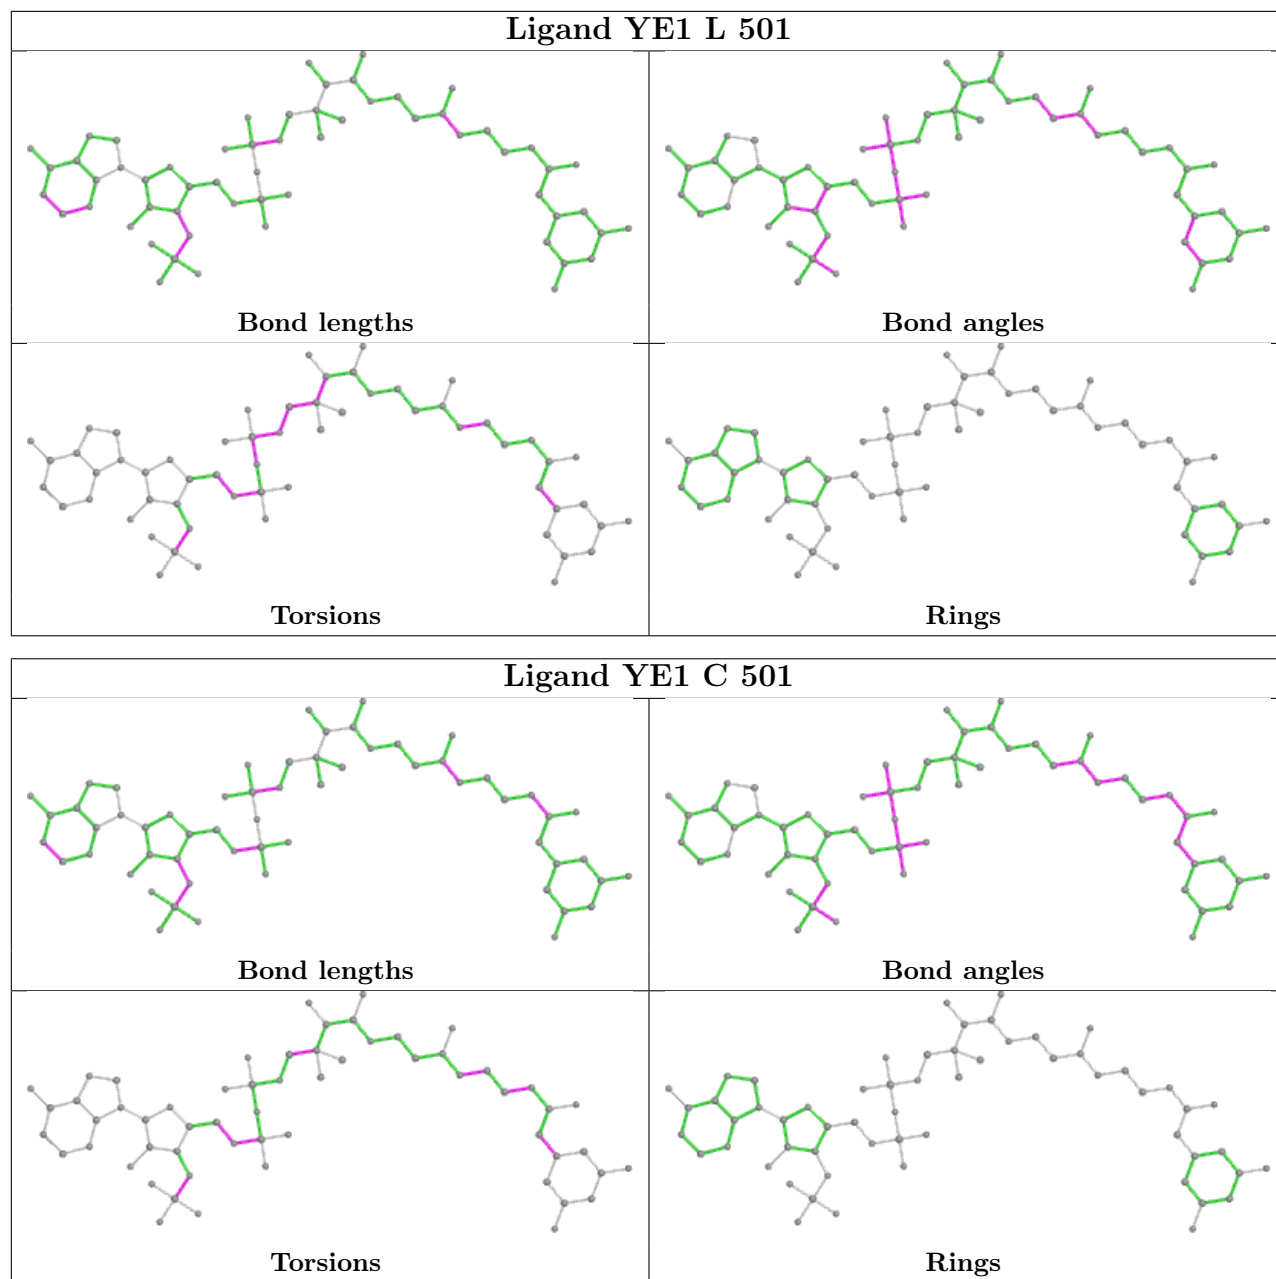 Ligand YE1 L 501
Bond lengths
Bond angles
Torsions
Rings
Ligand YE1 C 501
Bond lengths
Bond angles
Torsions
Rings